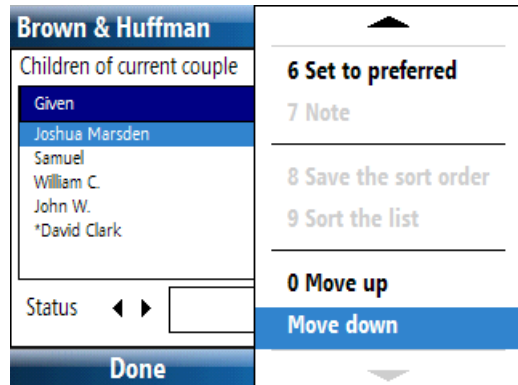 Brown & Huffman
Children of current couple
Given
Joshua Marsden
Samuel
William C.
John W.
*David Clark
Status
Done
6 Set to preferred
7 Note
8 Save the sort order
9 Sort the list
0 Move up
Move down